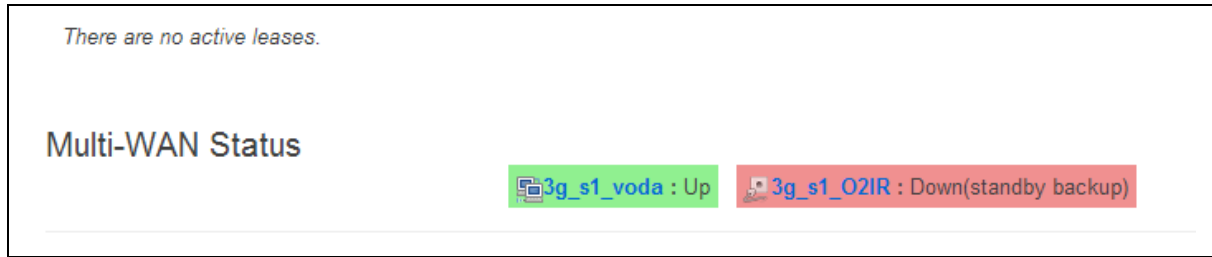 There are no active leases.
Multi-WAN Status
3g_s1_voda : Up 3g_s1_O2IR : Down(standby backup)